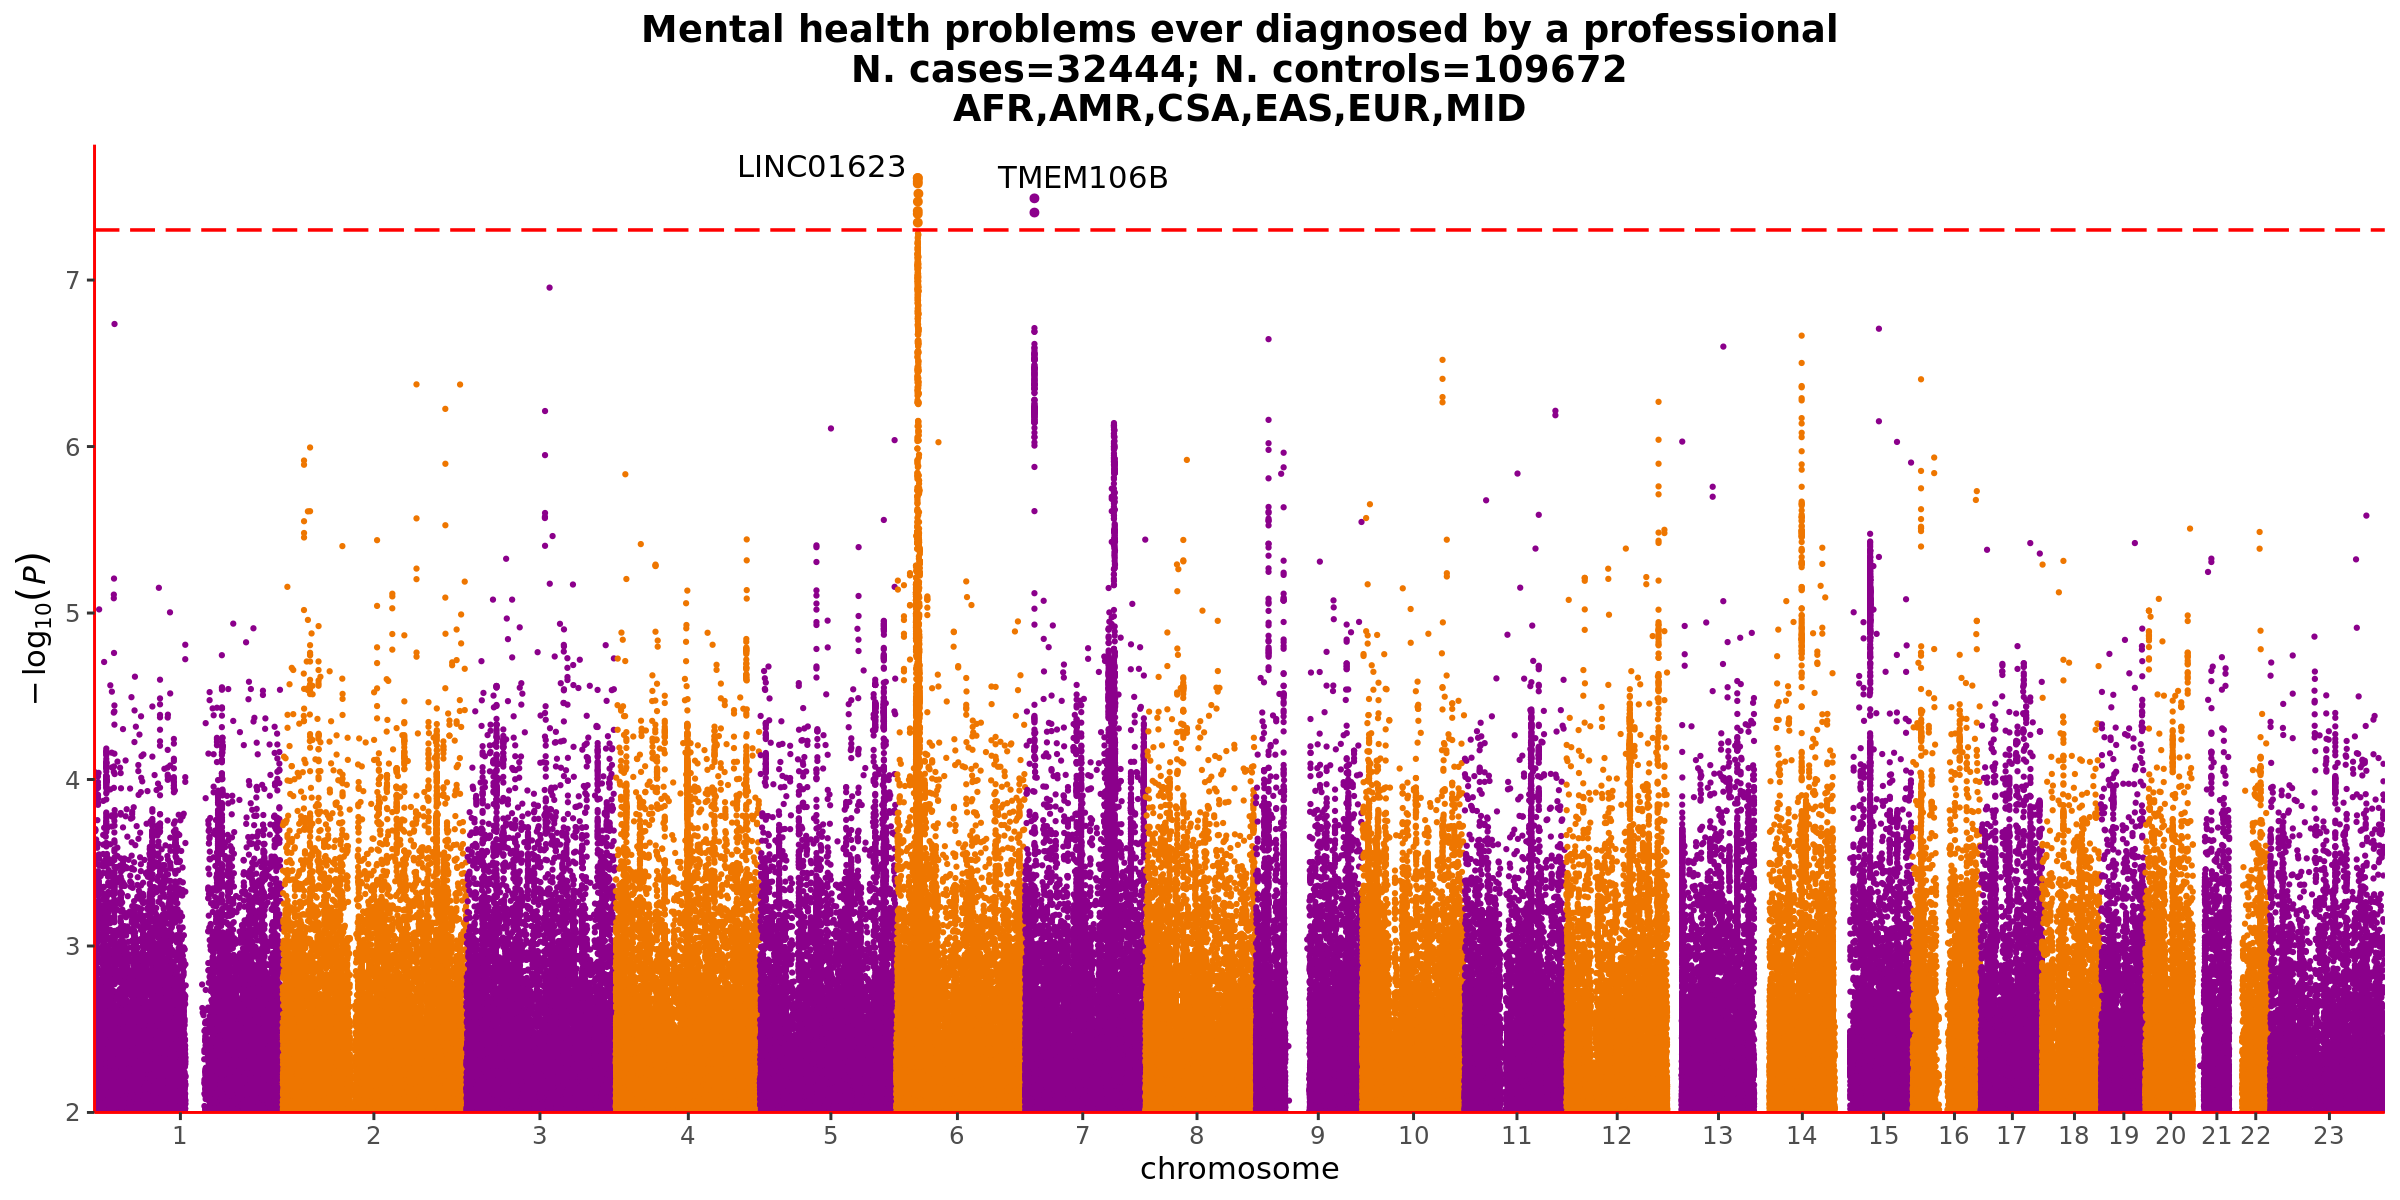 Mental health problems ever diagnosed by a professional
N. cases=32444; N. controls=109672
AFR,AMR,CSA,EAS,EUR,MID
LINC01623
TMEM106B
7
6
5
4
3
2
−log10(P)
1 2 3 4 5 6 7 8 9 10 11 12 13 14 15 16 17 18 19 20 21 22 23
chromosome